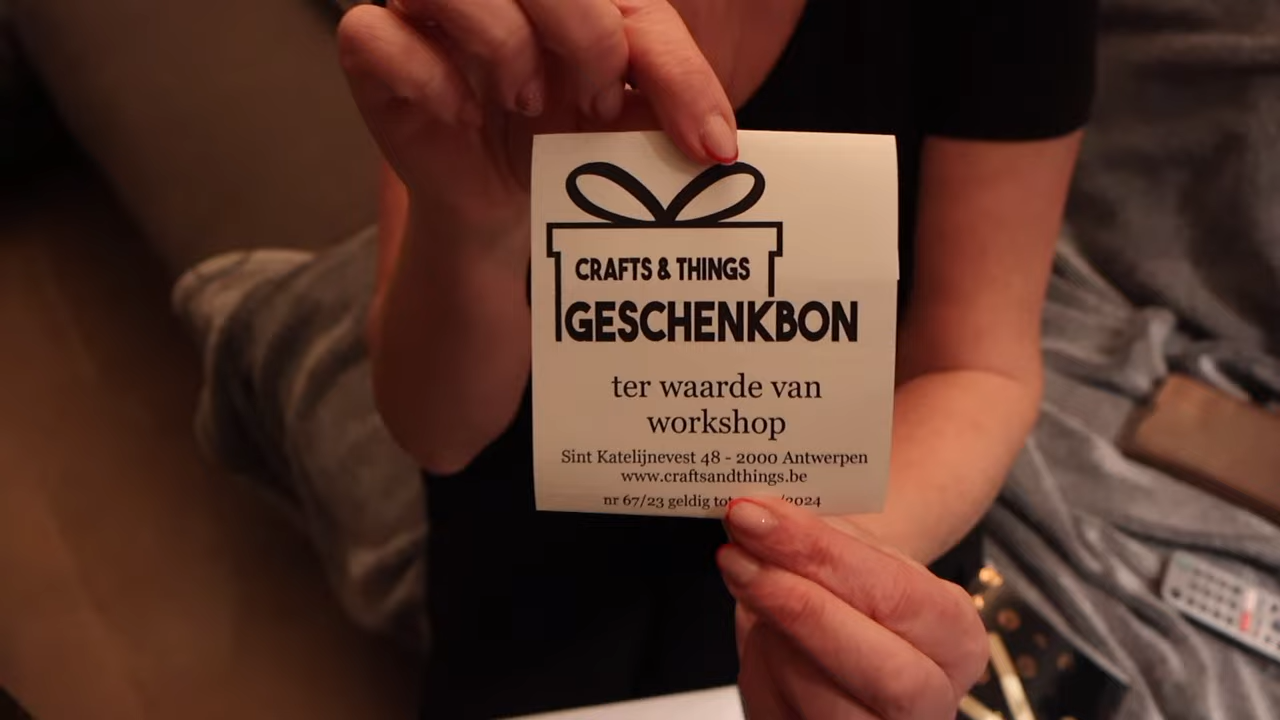 CRAFTS & THINGS
GESCHENKBON
ter waarde van
workshop
Sint Katelijnevest 48 - 2000 Antwerpen
www.craftsandthings.be
nr 67/23 geldig tot /2024